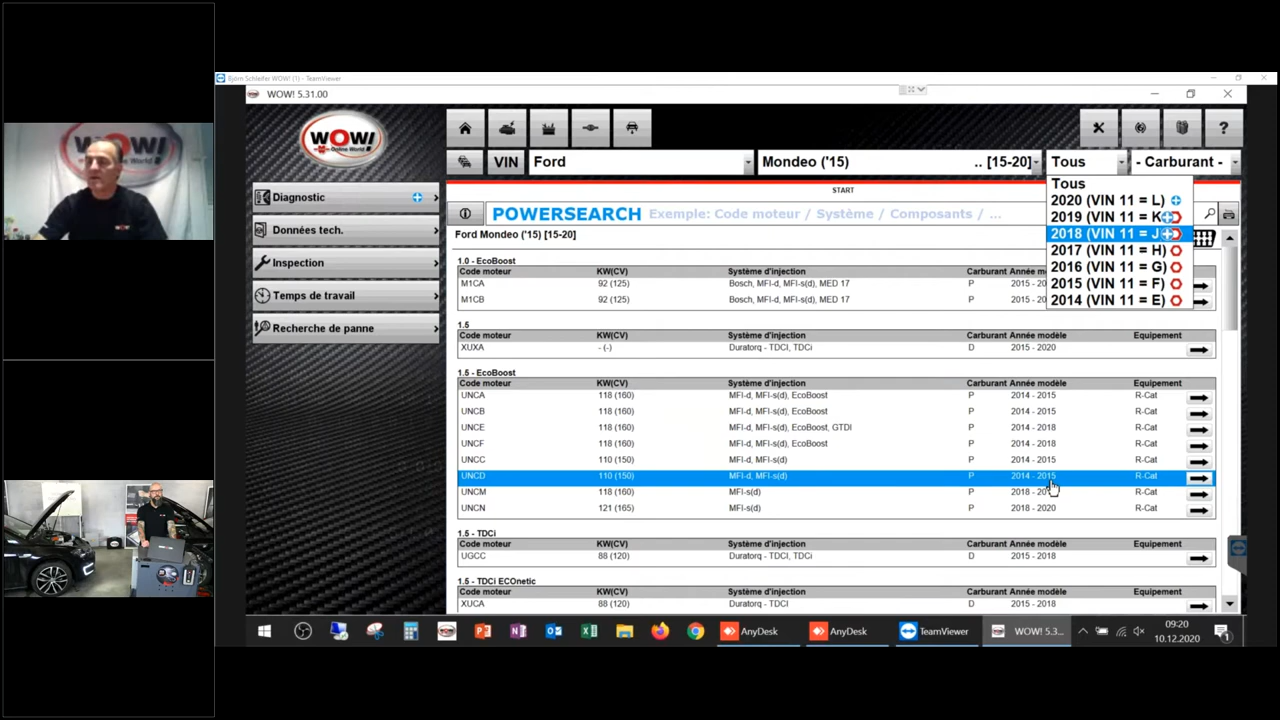 Björn Schleifer WOW! (1) - TeamViewer
WOW! 5.31.00
WOW!
Würth Online World!
VIN Ford Mondeo ('15) .. [15-20] Tous - Carburant -
Tous
2020 (VIN 11 = L)
2019 (VIN 11 = K
2018 (VIN 11 = J
2017 (VIN 11 = H)
2016 (VIN 11 = G)
2015 (VIN 11 = F)
2014 (VIN 11 = E)
Diagnostic
Données tech.
Inspection
Temps de travail
Recherche de panne
START
POWERSEARCH Exemple: Code moteur / Système / Composants / ...
Ford Mondeo ('15) [15-20]
1.0 - EcoBoost
Code moteur KW(CV) Système d'injection Carburant Année mo
M1CA 92 (125) Bosch, MFI-d, MFI-s(d), MED 17 P 2015 - 20
M1CB 92 (125) Bosch, MFI-d, MFI-s(d), MED 17 P 2015 - 20
1.5
Code moteur KW(CV) Système d'injection Carburant Année modèle Equipement
XUXA - (-) Duratorq - TDCI, TDCi D 2015 - 2020
1.5 - EcoBoost
Code moteur KW(CV) Système d'injection Carburant Année modèle Equipement
UNCA 118 (160) MFI-d, MFI-s(d), EcoBoost P 2014 - 2015 R-Cat
UNCB 118 (160) MFI-d, MFI-s(d), EcoBoost P 2014 - 2015 R-Cat
UNCE 118 (160) MFI-d, MFI-s(d), EcoBoost, GTDI P 2014 - 2018 R-Cat
UNCF 118 (160) MFI-d, MFI-s(d), EcoBoost P 2014 - 2018 R-Cat
UNCC 110 (150) MFI-d, MFI-s(d) P 2014 - 2015 R-Cat
UNCD 110 (150) MFI-d, MFI-s(d) P 2014 - 2015 R-Cat
UNCM 118 (160) MFI-s(d) P 2018 - R-Cat
UNCN 121 (165) MFI-s(d) P 2018 - 2020 R-Cat
1.5 - TDCi
Code moteur KW(CV) Système d'injection Carburant Année modèle Equipement
UGCC 88 (120) Duratorq - TDCI, TDCi D 2015 - 2018
1.5 - TDCi ECOnetic
Code moteur KW(CV) Système d'injection Carburant Année modèle Equipement
XUCA 88 (120) Duratorq - TDCI D 2015 - 2018
AnyDesk
AnyDesk
TeamViewer
WOW! 5.3...
09:20
10.12.2020
1